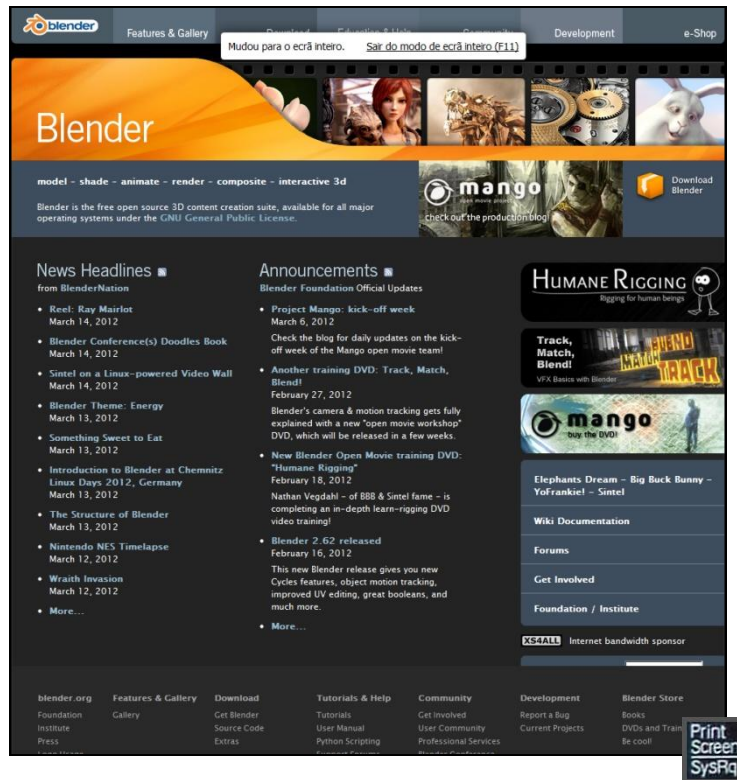 blender
Features & Gallery
Download
Education & Help
Community
Development
e-Shop
Mudou para o ecrã inteiro. Sair do modo de ecrã inteiro (F11)
Blender
model - shade - animate - render - composite - interactive 3d
Blender is the free open source 3D content creation suite, available for all major
operating systems under the GNU General Public License.
mango
open movie project
check out the production blog!
Download
Blender
News Headlines
from BlenderNation
• Reel: Ray Mairlot
March 14, 2012
• Blender Conference(s) Doodles Book
March 14, 2012
• Sintel on a Linux-powered Video Wall
March 14, 2012
• Blender Theme: Energy
March 13, 2012
• Something Sweet to Eat
March 13, 2012
• Introduction to Blender at Chemnitz
Linux Days 2012, Germany
March 13, 2012
• The Structure of Blender
March 13, 2012
• Nintendo NES Timelapse
March 12, 2012
• Wraith Invasion
March 12, 2012
• More...
Announcements
Blender Foundation Official Updates
• Project Mango: kick-off week
March 6, 2012
Check the blog for daily updates on the kick-
off week of the Mango open movie team!
• Another training DVD: Track, Match,
Blend!
February 27, 2012
Blender's camera & motion tracking gets fully
explained with a new "open movie workshop"
DVD, which will be released in a few weeks.
• New Blender Open Movie training DVD:
"Humane Rigging"
February 18, 2012
Nathan Vegdahl - of BBB & Sintel fame - is
completing an in-depth learn-rigging DVD
video training!
• Blender 2.62 released
February 16, 2012
This new Blender release gives you new
Cycles features, object motion tracking,
improved UV editing, great booleans, and
much more.
• More...
HUMANE RIGGING
Rigging for human beings
Track,
Match,
Blend!
VFX Basics with Blender
BLEND
MATCH
TRACK
mango
buy the DVD!
Elephants Dream - Big Buck Bunny -
YoFrankie! - Sintel
Wiki Documentation
Forums
Get Involved
Foundation / Institute
XS4ALL Internet bandwidth sponsor
blender.org
Foundation
Institute
Press
Features & Gallery
Gallery
Download
Get Blender
Source Code
Extras
Tutorials & Help
Tutorials
User Manual
Python Scripting
Community
Get Involved
User Community
Professional Services
Development
Report a Bug
Current Projects
Blender Store
Books
DVDs and Train
Be cool!
Print
Screen
SysRq